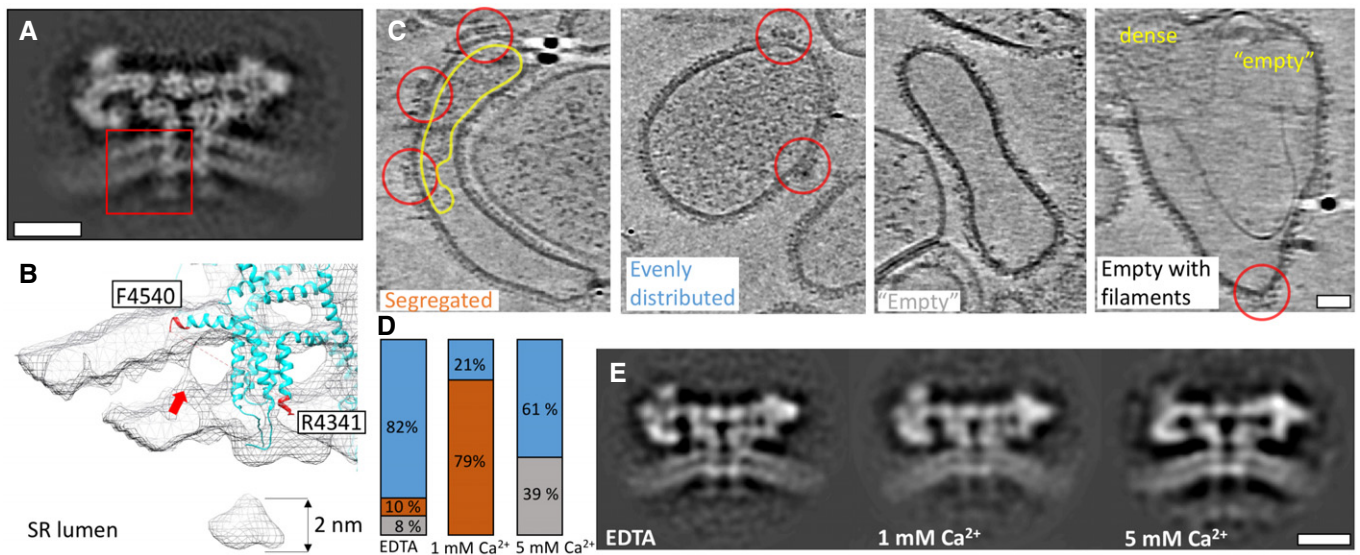 A
C
dense
"empty"
Segregated
Evenly
distributed
"Empty"
Empty with
filaments
B
F4540
R4341
SR lumen
2 nm
D
82%
10 %
8 %
EDTA
21%
79%
1 mM Ca²⁺
61 %
39 %
5 mM Ca²⁺
E
EDTA
1 mM Ca²⁺
5 mM Ca²⁺